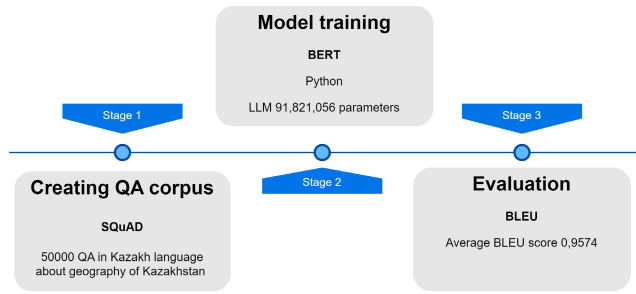 Stage 1
Creating QA corpus
SQuAD
50000 QA in Kazakh language
about geography of Kazakhstan
Model training
BERT
Python
LLM 91,821,056 parameters
Stage 2
Stage 3
Evaluation
BLEU
Average BLEU score 0,9574